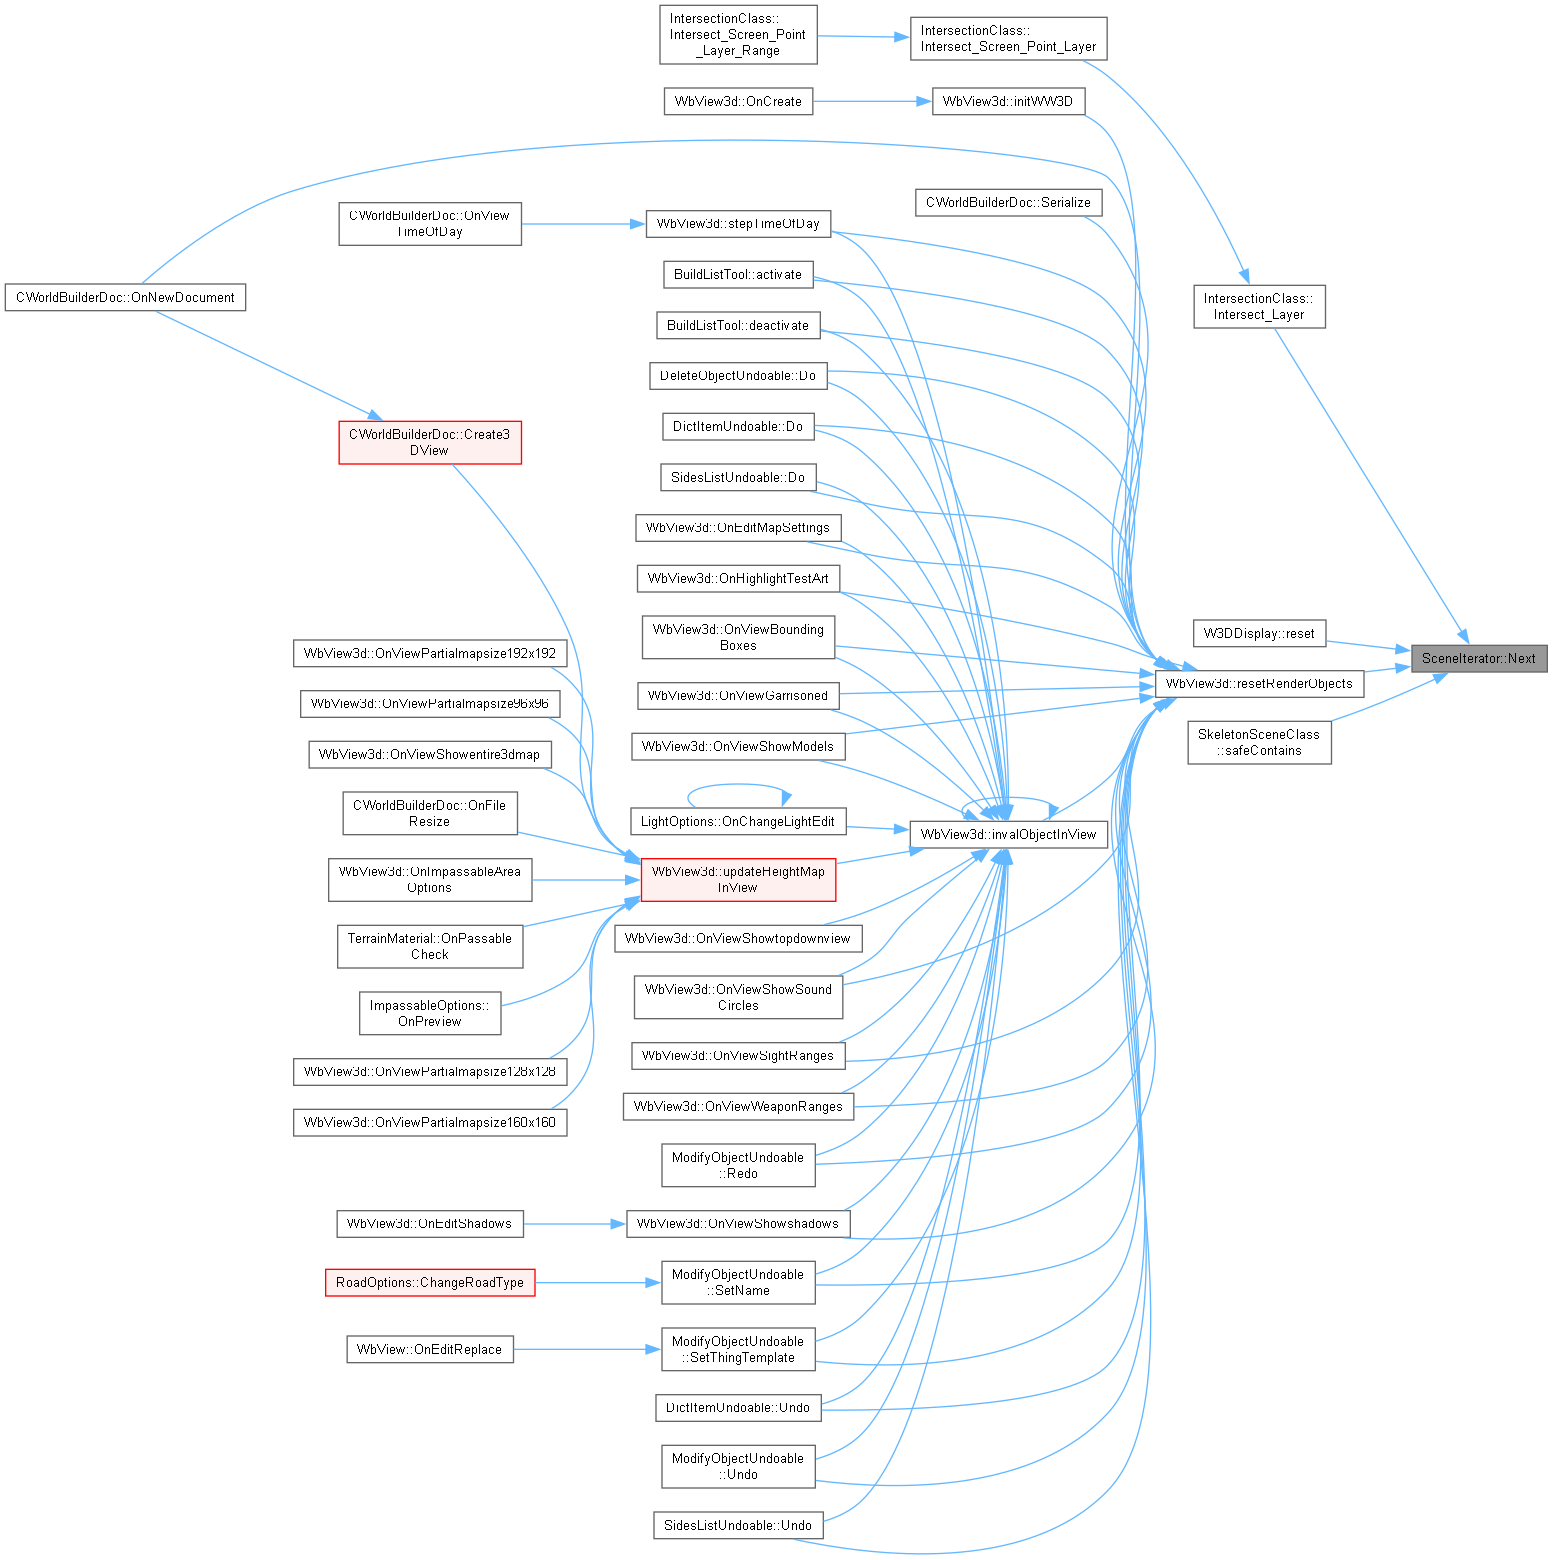 IntersectionClass::
Intersect_Screen_Point
_Layer_Range
IntersectionClass::
Intersect_Screen_Point_Layer
WbView3d::OnCreate
WbView3d::initWW3D
CWorldBuilderDoc::Serialize
CWorldBuilderDoc::OnView
TimeOfDay
WbView3d::stepTimeOfDay
BuildListTool::activate
CWorldBuilderDoc::OnNewDocument
IntersectionClass::
Intersect_Layer
BuildListTool::deactivate
DeleteObjectUndoable::Do
DictItemUndoable::Do
CWorldBuilderDoc::Create3
DView
SidesListUndoable::Do
WbView3d::OnEditMapSettings
WbView3d::OnHighlightTestArt
WbView3d::OnViewBounding
Boxes
W3DDisplay::reset
SceneIterator::Next
WbView3d::OnViewPartialmapsize192x192
WbView3d::resetRenderObjects
WbView3d::OnViewGarrisoned
WbView3d::OnViewPartialmapsize96x96
SkeletonSceneClass
::safeContains
WbView3d::OnViewShowModels
WbView3d::OnViewShowentire3dmap
CWorldBuilderDoc::OnFile
Resize
LightOptions::OnChangeLightEdit
WbView3d::invalObjectInView
WbView3d::OnImpassableArea
Options
WbView3d::updateHeightMap
InView
TerrainMaterial::OnPassable
Check
WbView3d::OnViewShowtopdownview
WbView3d::OnViewShowSound
Circles
ImpassableOptions::
OnPreview
WbView3d::OnViewSightRanges
WbView3d::OnViewPartialmapsize128x128
WbView3d::OnViewWeaponRanges
WbView3d::OnViewPartialmapsize160x160
ModifyObjectUndoable
::Redo
WbView3d::OnEditShadows
WbView3d::OnViewShowshadows
RoadOptions::ChangeRoadType
ModifyObjectUndoable
::SetName
WbView::OnEditReplace
ModifyObjectUndoable
::SetThingTemplate
DictItemUndoable::Undo
ModifyObjectUndoable
::Undo
SidesListUndoable::Undo